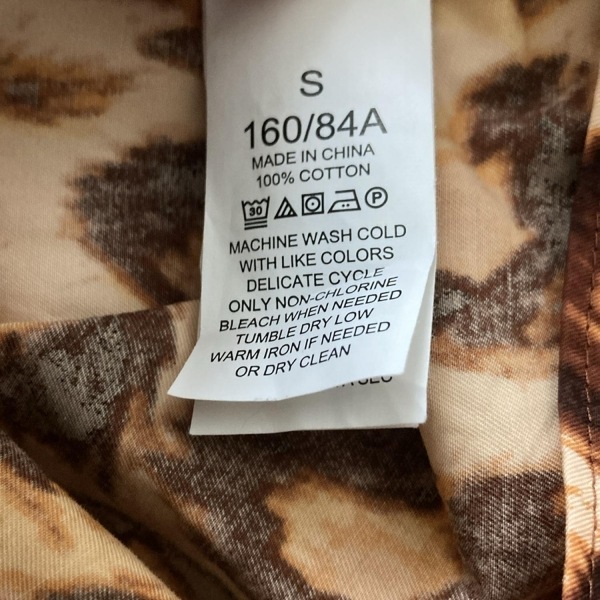 S
160/84A
MADE IN CHINA
100% COTTON
30 P
MACHINE WASH COLD
WITH LIKE COLORS
DELICATE CYCLE
ONLY NON-CHLORINE
BLEACH WHEN NEEDED
TUMBLE DRY LOW
WARM IRON IF NEEDED
OR DRY CLEAN